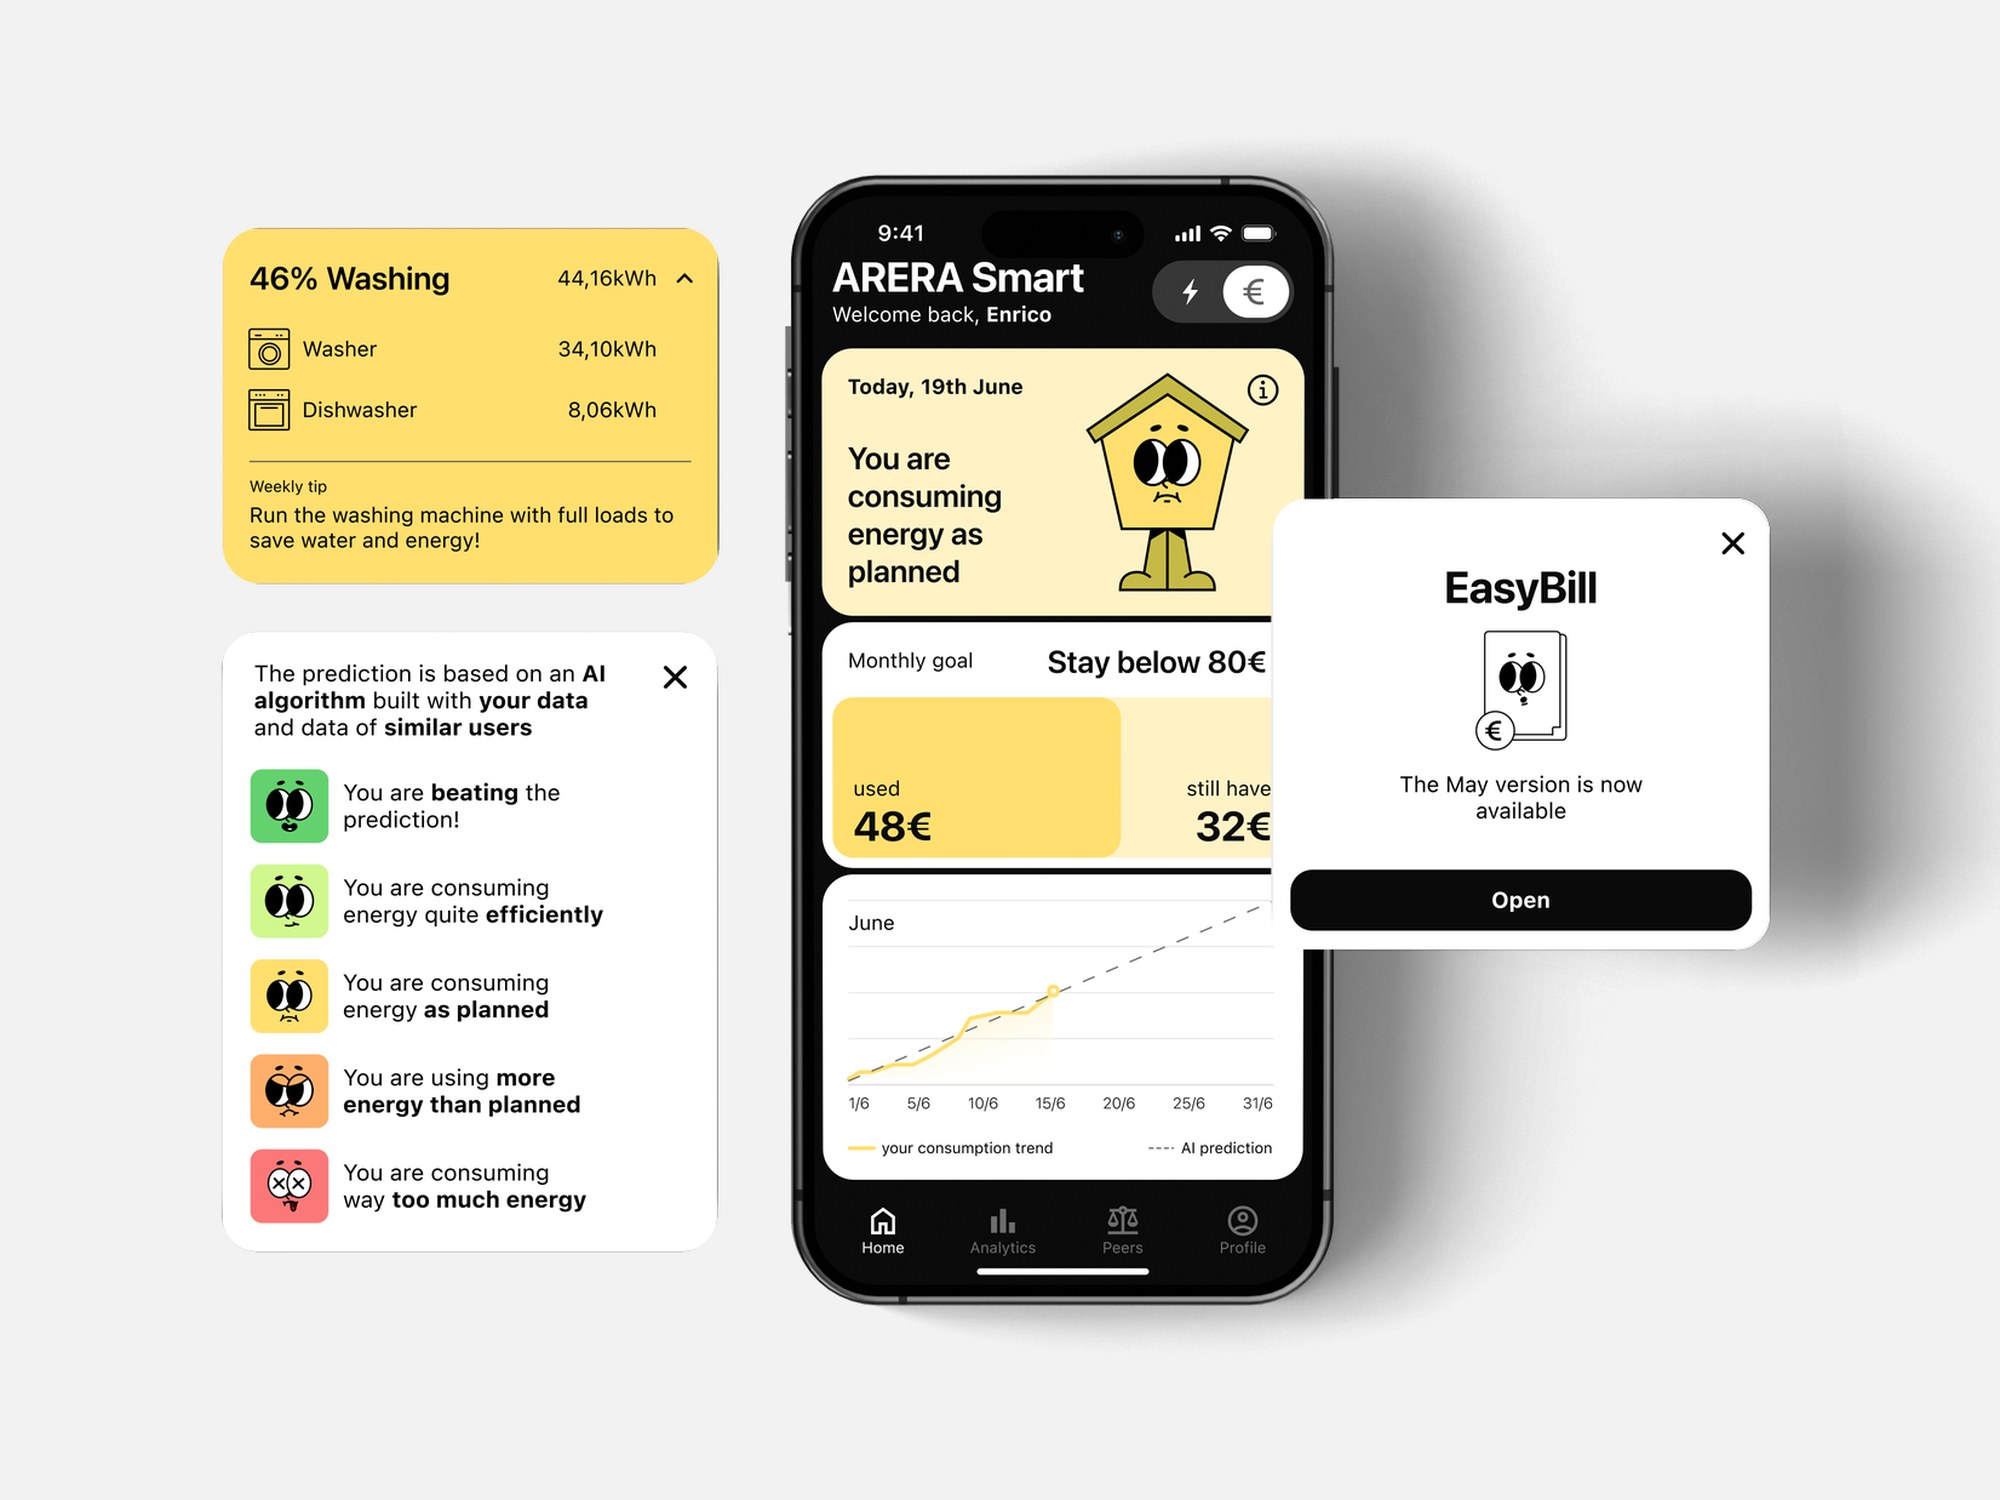 46% Washing 44,16kWh
Washer 34,10kWh
Dishwasher 8,06kWh
Weekly tip
Run the washing machine with full loads to
save water and energy!
The prediction is based on an AI
algorithm built with your data
and data of similar users
You are beating the
prediction!
You are consuming
energy quite efficiently
You are consuming
energy as planned
You are using more
energy than planned
You are consuming
way too much energy
9:41
ARERA Smart
Welcome back, Enrico
€
Today, 19th June
You are
consuming
energy as
planned
Monthly goal Stay below 80€
used still have
48€ 32€
June
1/6 5/6 10/6 15/6 20/6 25/6 31/6
your consumption trend AI prediction
Home Analytics Peers Profile
EasyBill
€
The May version is now
available
Open